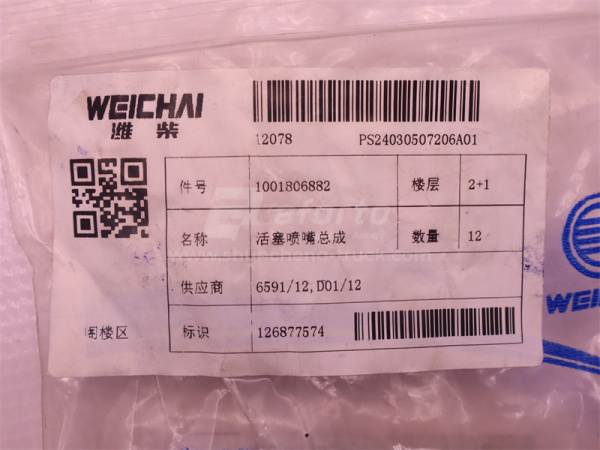 WEICHAI
潍柴
12078 PS24030507206A01
件号 1001806882 楼层 2+1
名称 活塞喷嘴总成 数量 12
供应商 6591/12,D01/12
阁楼区 标识 126877574
WEI
Laforto